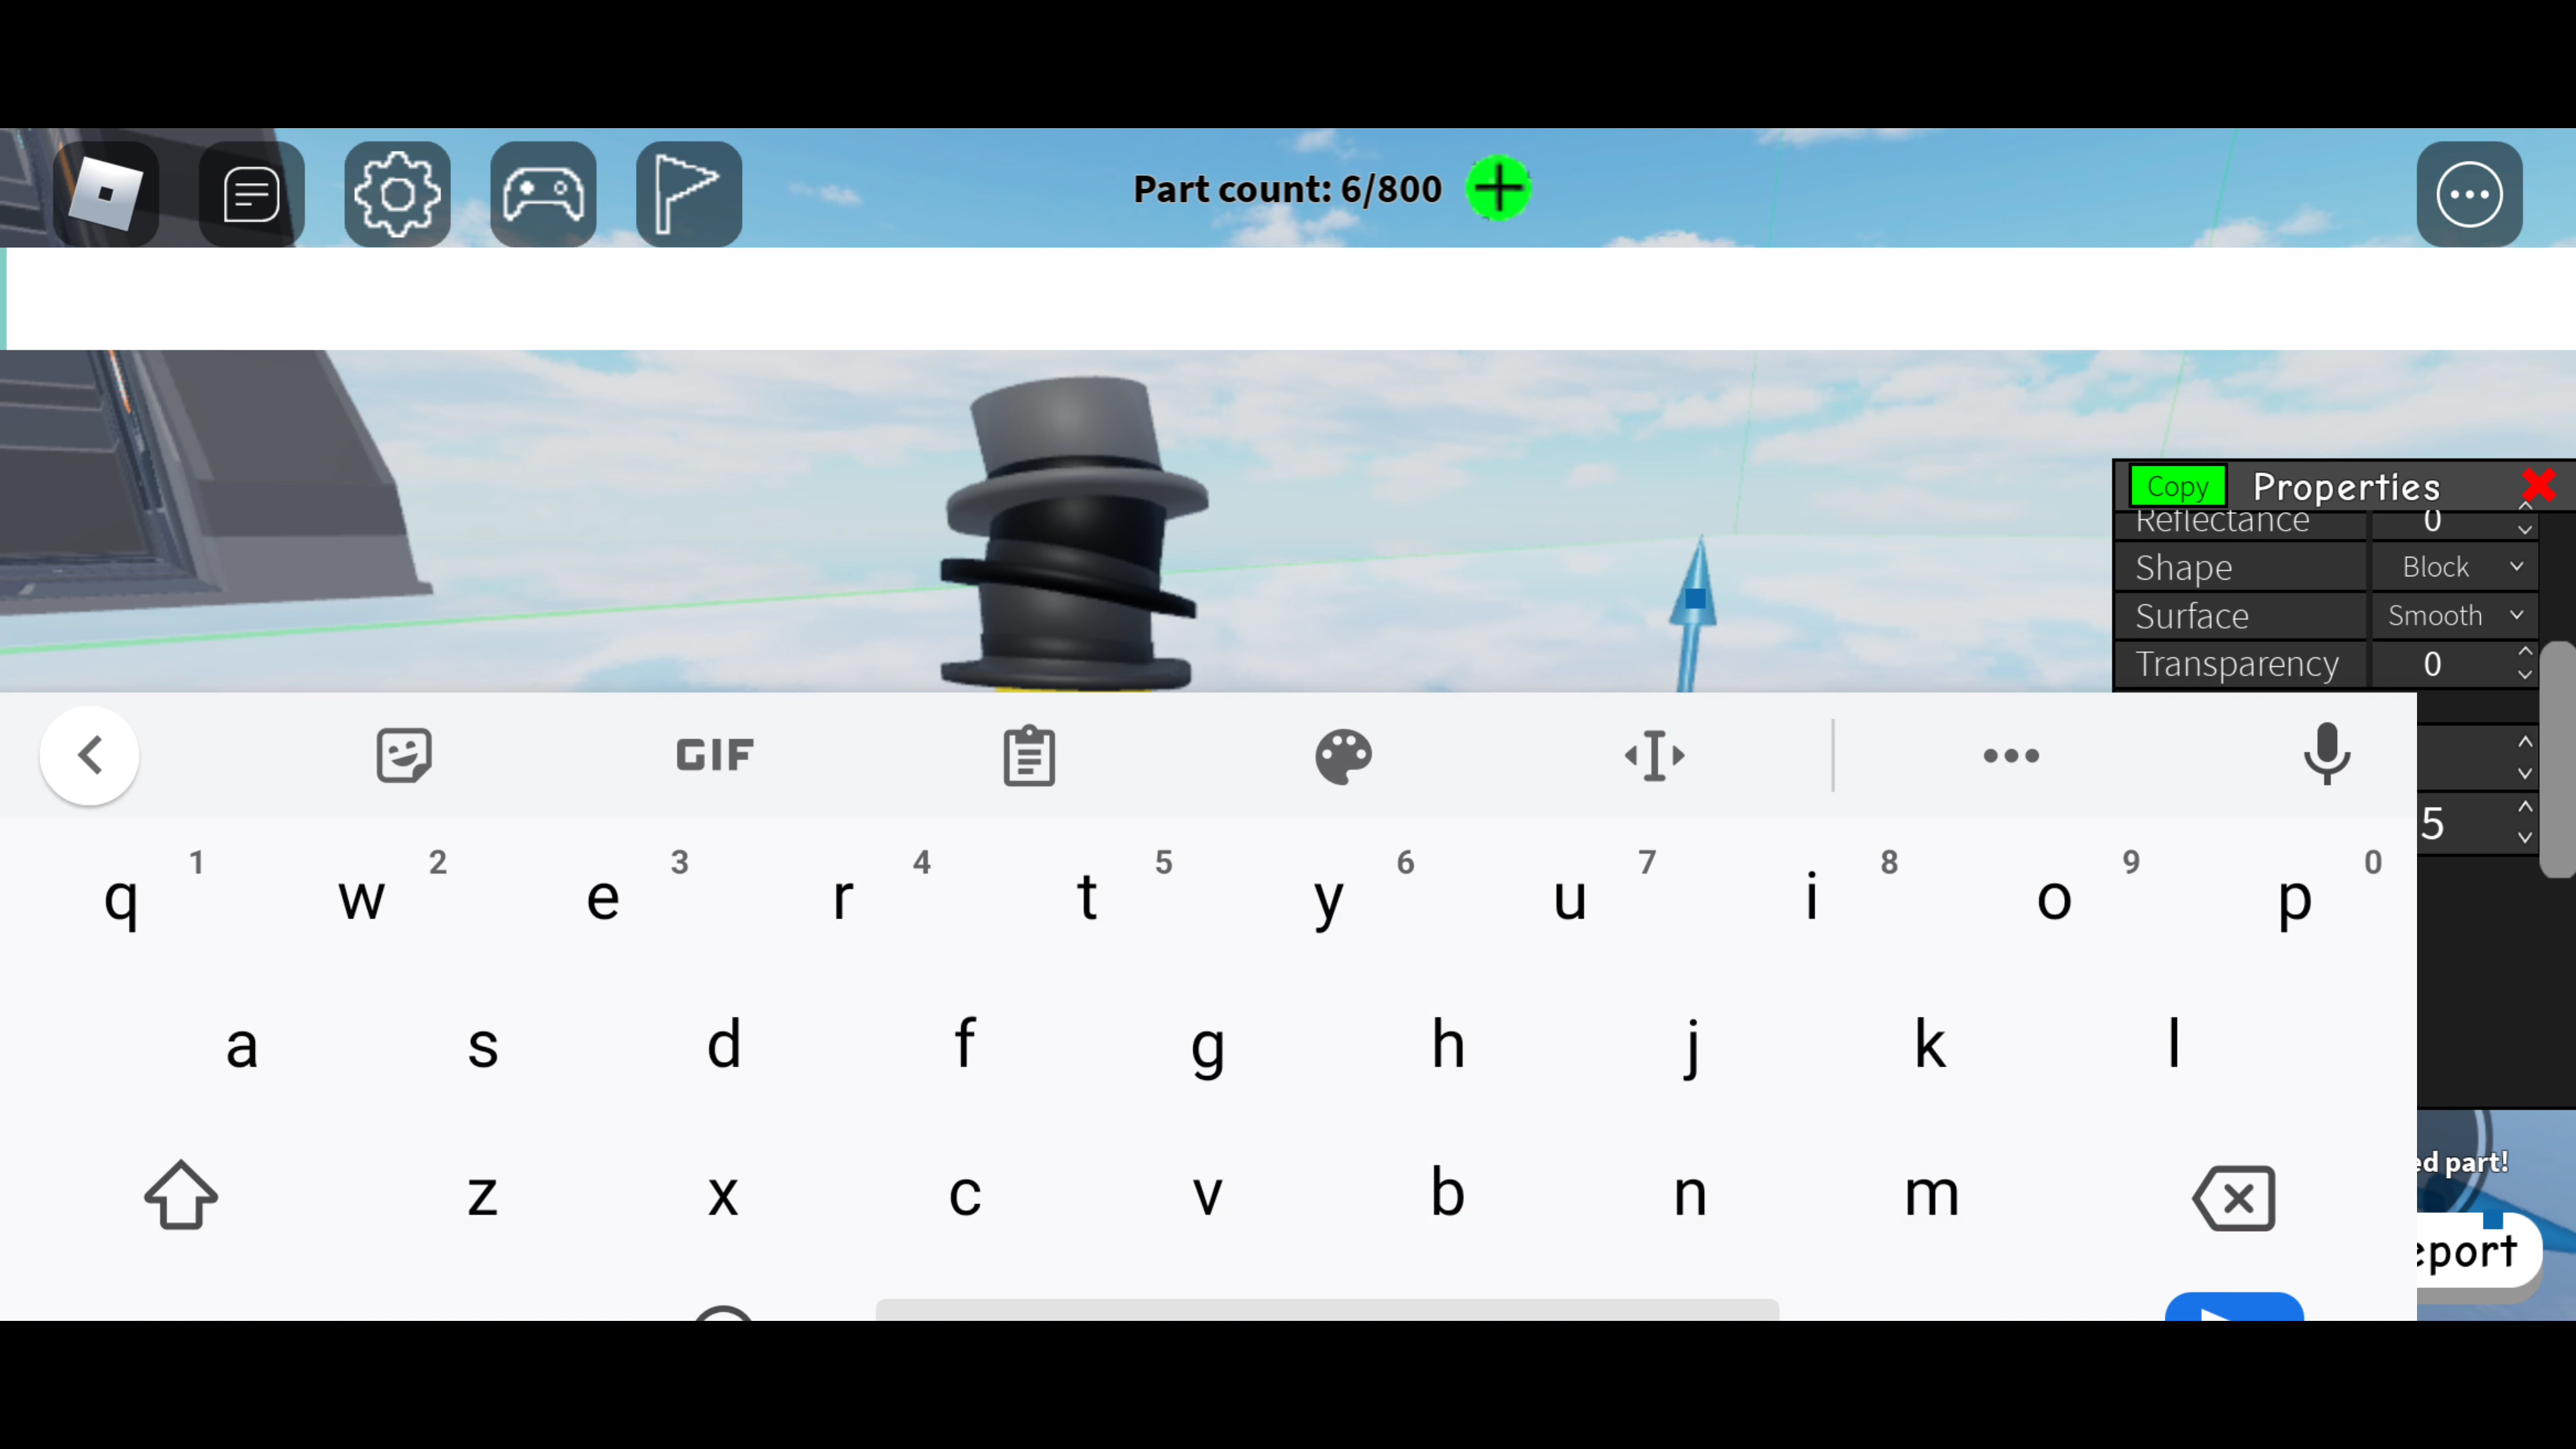 Part count: 6/800
Copy Properties
Reflectance 0
Shape Block
Surface Smooth
Transparency 0
GIF
5
1 2 3 4 5 6 7 8 9 0
q w e r t y u i o p
a s d f g h j k l
z x c v b n m
ed part!
eport